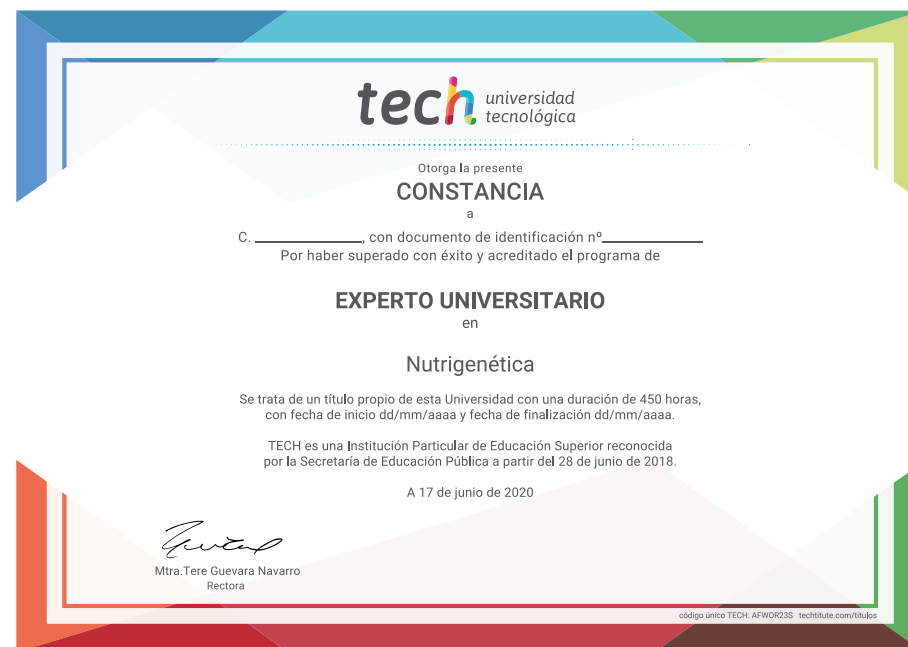 tech universidad
tecnológica
Otorga la presente
CONSTANCIA
a
C. ____________, con documento de identificación nº____________
Por haber superado con éxito y acreditado el programa de
EXPERTO UNIVERSITARIO
en
Nutrigenética
Se trata de un título propio de esta Universidad con una duración de 450 horas,
con fecha de inicio dd/mm/aaaa y fecha de finalización dd/mm/aaaa.
TECH es una Institución Particular de Educación Superior reconocida
por la Secretaría de Educación Pública a partir del 28 de junio de 2018.
A 17 de junio de 2020
Mtra.Tere Guevara Navarro
Rectora
código único TECH: AFWOR23S techtitute.com/titulos